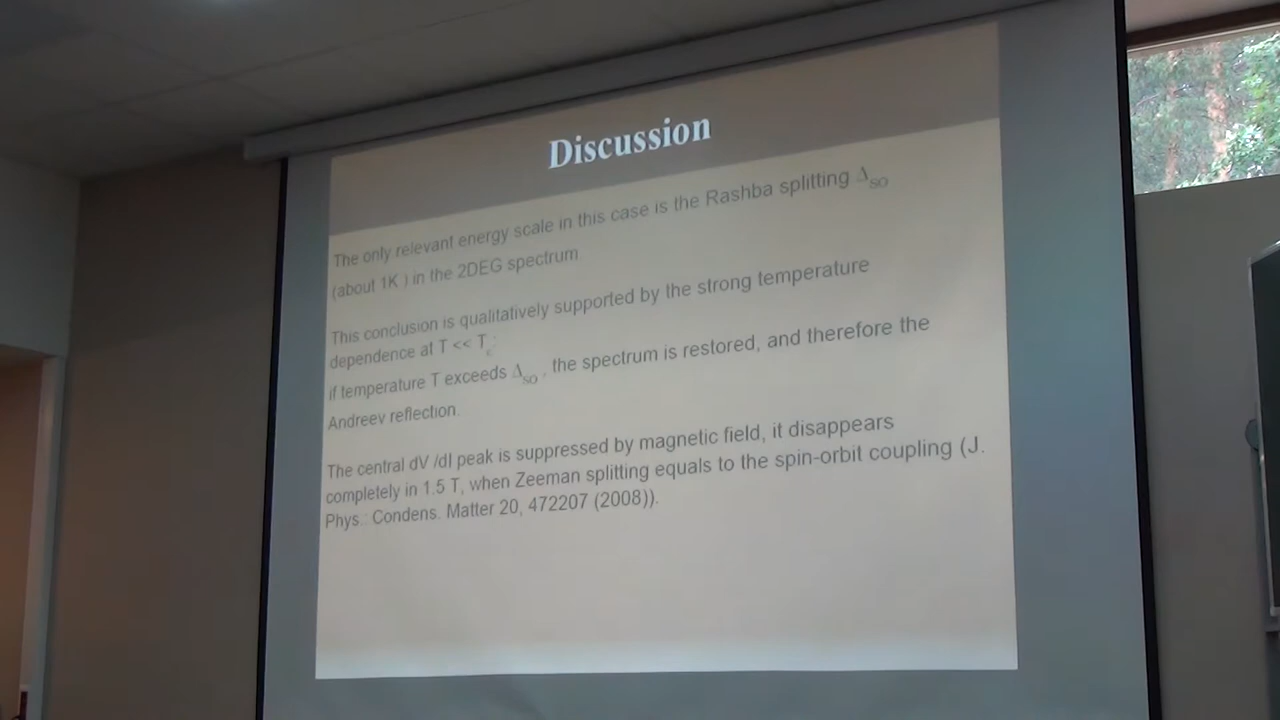 Discussion
The only relevant energy scale in this case is the Rashba splitting Δso
(about 1K ) in the 2DEG spectrum
This conclusion is qualitatively supported by the strong temperature
dependence at T << Tc:
if temperature T exceeds Δso , the spectrum is restored, and therefore the
Andreev reflection.
The central dV /dI peak is suppressed by magnetic field, it disappears
completely in 1.5 T, when Zeeman splitting equals to the spin-orbit coupling (J.
Phys.: Condens. Matter 20, 472207 (2008)).